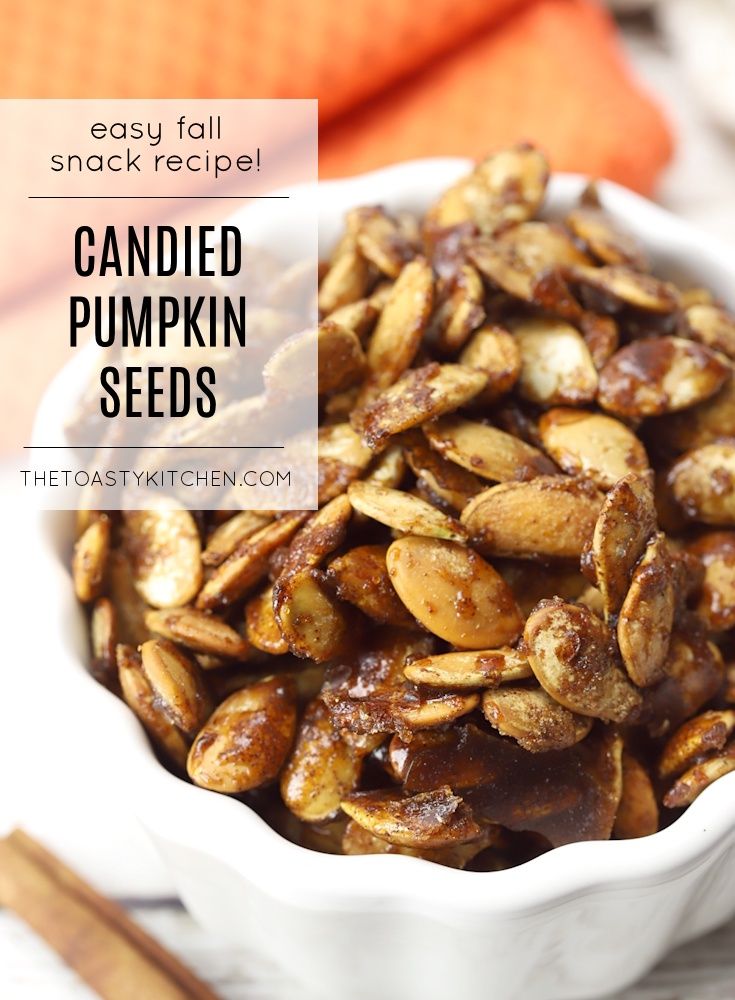 easy fall
snack recipe!
CANDIED
PUMPKIN
SEEDS
THETOASTYKITCHEN.COM